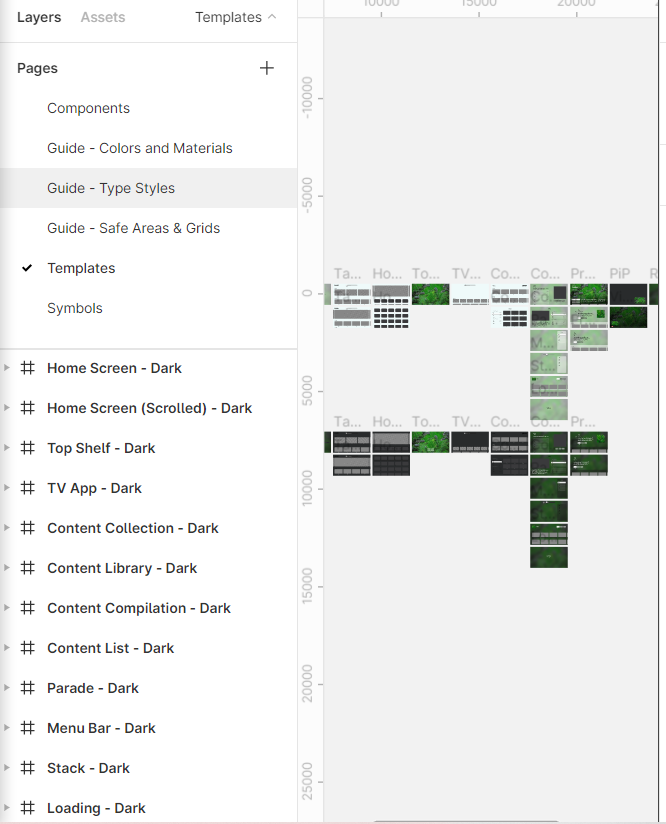 Layers Assets Templates
Pages
Components
Guide - Colors and Materials
Guide - Type Styles
Guide - Safe Areas & Grids
Templates
Symbols
Home Screen - Dark
Home Screen (Scrolled) - Dark
Top Shelf - Dark
TV App - Dark
Content Collection - Dark
Content Library - Dark
Content Compilation - Dark
Content List - Dark
Parade - Dark
Menu Bar - Dark
Stack - Dark
Loading - Dark
10000 15000 20000
-10000
-5000
0
5000
10000
15000
20000
25000
Ta... Ho... To... TV... Co... Co... Pr... PiP R
M...
St...
Ta... Ho... To... TV... Co... Co... Pr...